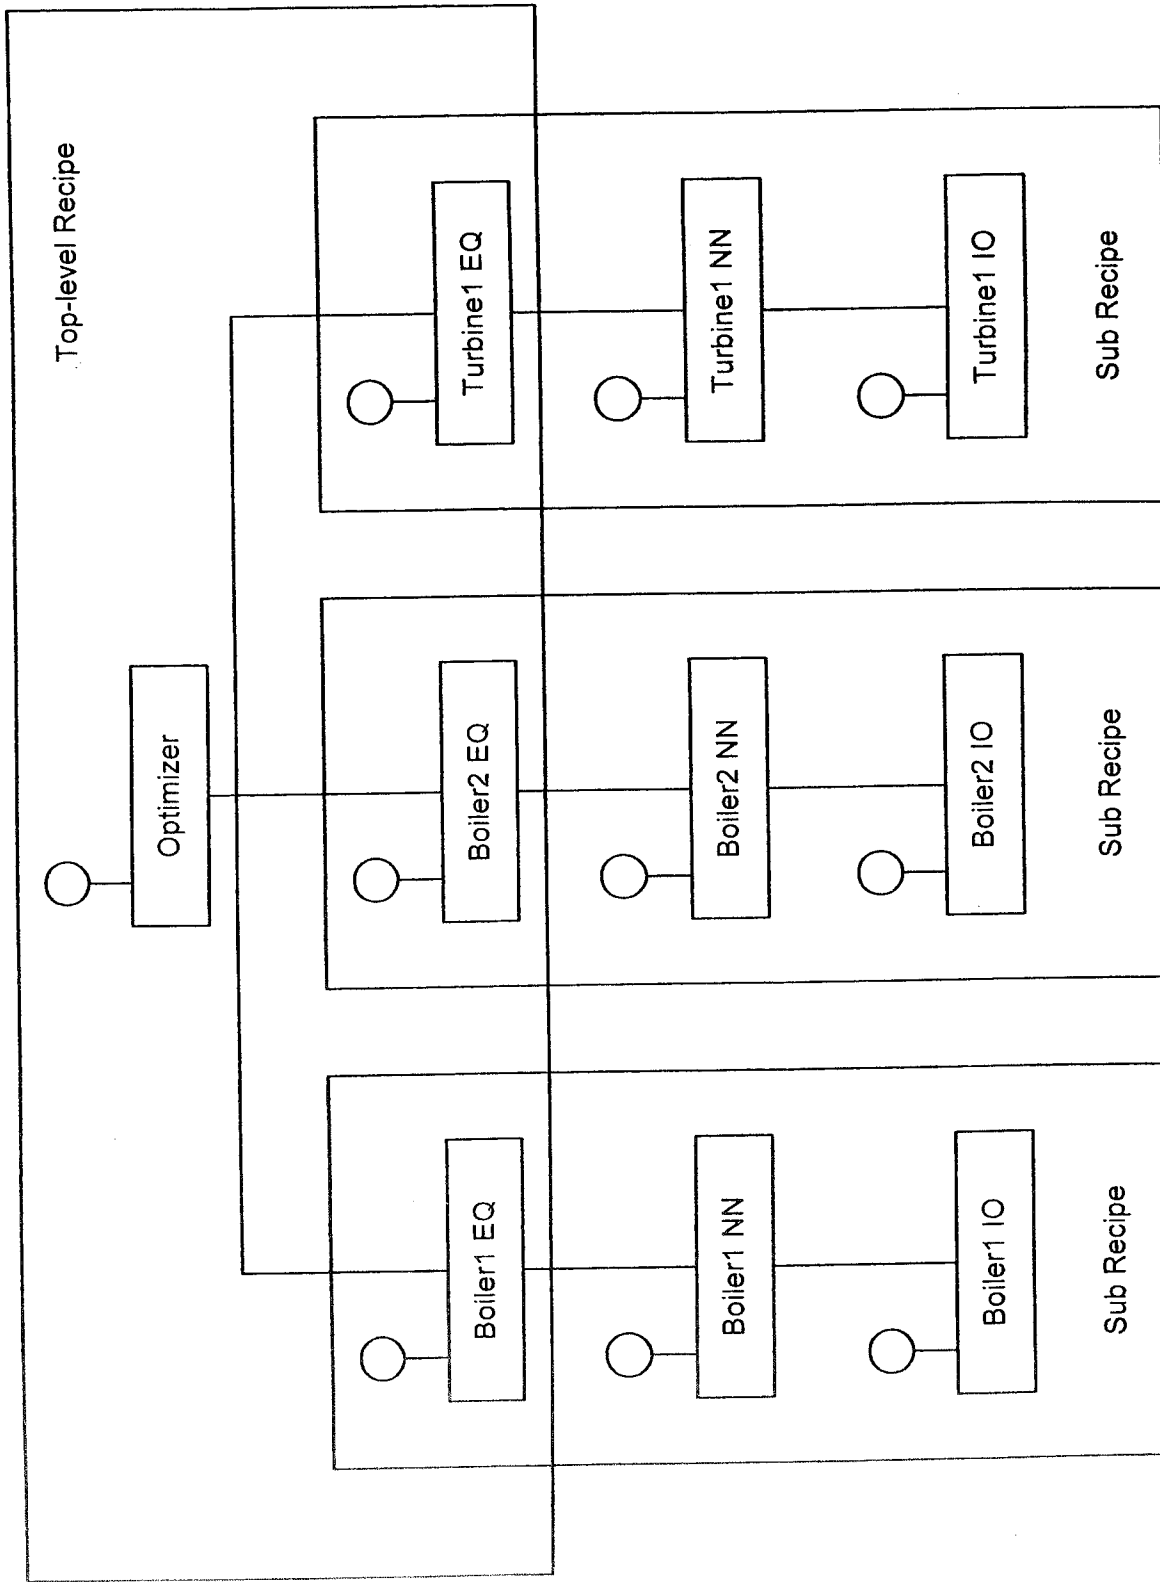 Top-level Recipe
Optimizer
Boiler1 EQ
Boiler2 EQ
Turbine1 EQ
Boiler1 NN
Boiler2 NN
Turbine1 NN
Boiler1 IO
Boiler2 IO
Turbine1 IO
Sub Recipe
Sub Recipe
Sub Recipe